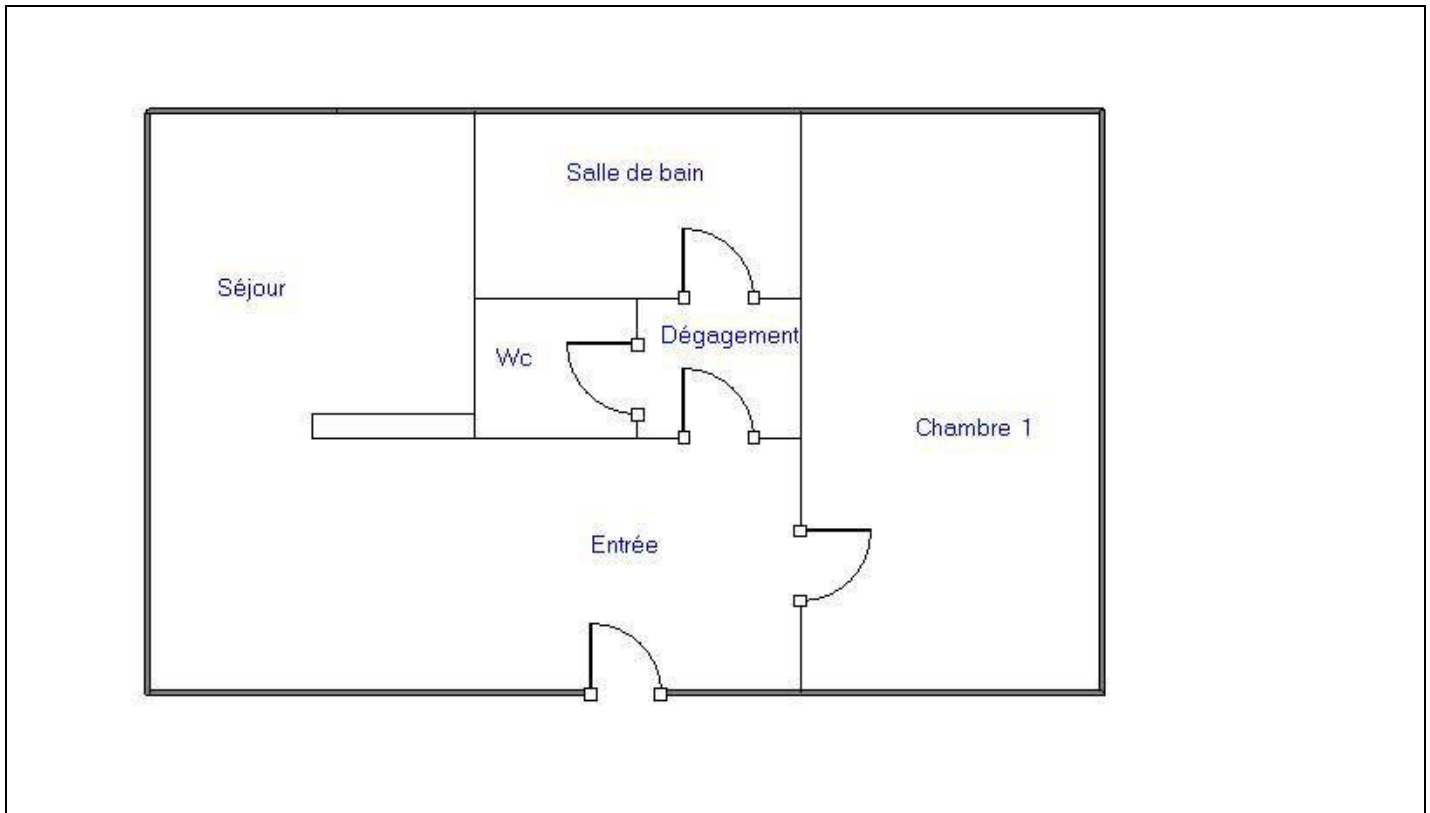 Salle de bain
Séjour
Dégagement
Wc
Chambre 1
Entrée